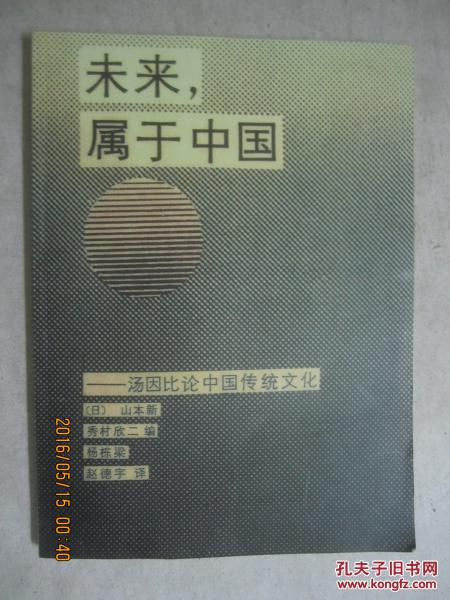 未来，
属于中国
——汤因比论中国传统文化
〔日〕 山本新
秀村欣二 编
杨栋梁
赵德宇 译
2016/05/15 00:40
孔夫子旧书网
www.kongfz.com